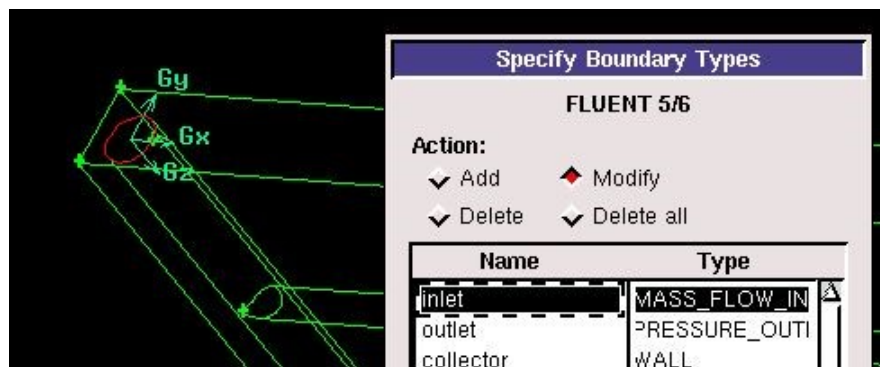 Gy
Gx
Gz
Specify Boundary Types
FLUENT 5/6
Action:
Add Modify
Delete Delete all
Name Type
inlet MASS_FLOW_IN
outlet PRESSURE_OUTI
collector WALL